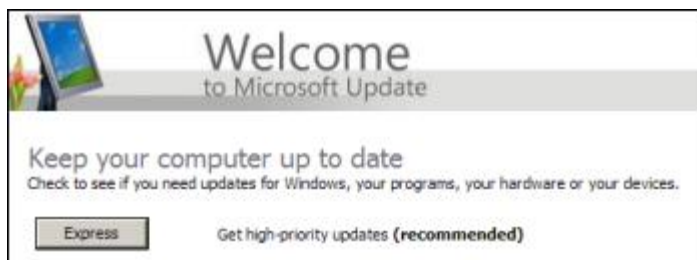 Welcome
to Microsoft Update
Keep your computer up to date
Check to see if you need updates for Windows, your programs, your hardware or your devices.
Express Get high-priority updates (recommended)